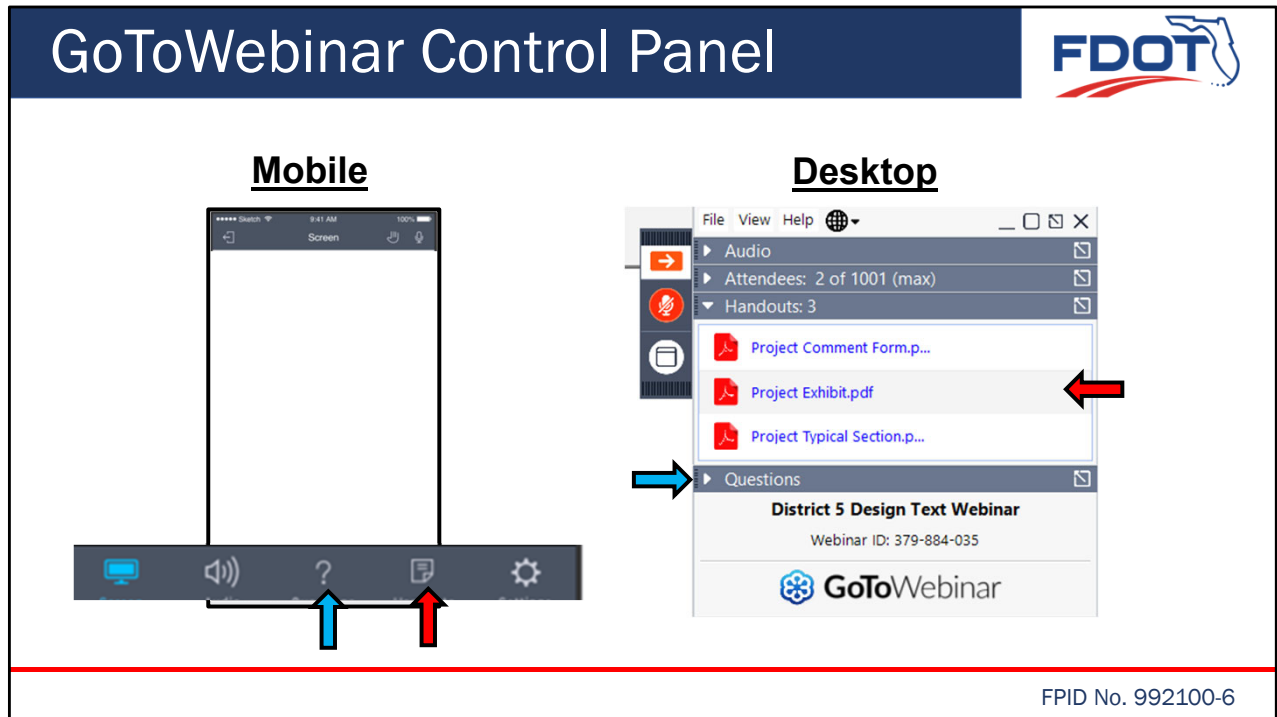 GoToWebinar Control Panel
FDOT
Mobile
Desktop
Sketch 9:41 AM 100%
Screen
File View Help
Audio
Attendees: 2 of 1001 (max)
Handouts: 3
Project Comment Form.p...
Project Exhibit.pdf
Project Typical Section.p...
Questions
District 5 Design Text Webinar
Webinar ID: 379-884-035
GoToWebinar
?
FPID No. 992100-6